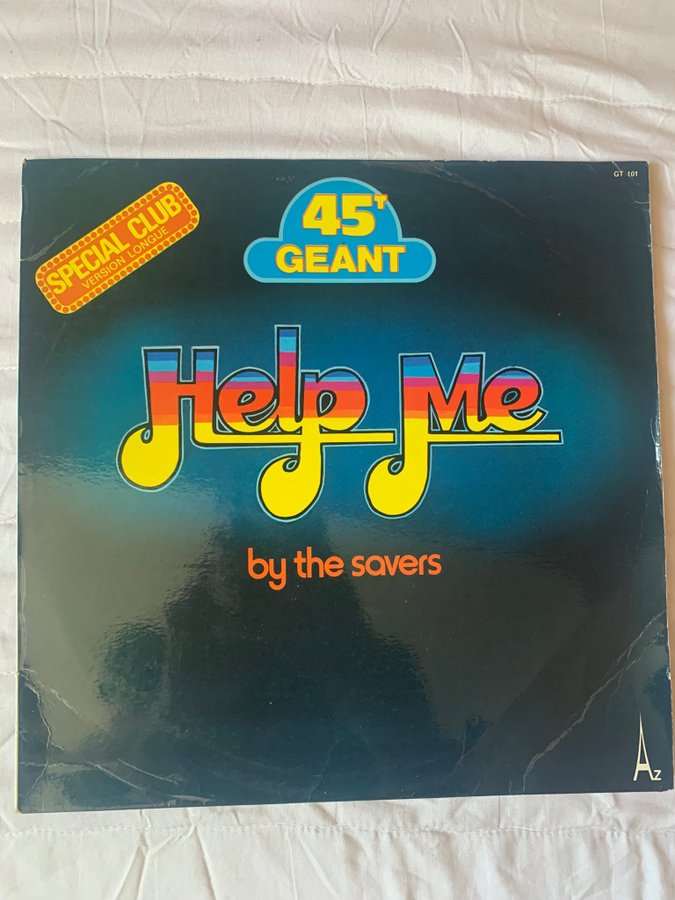 GT 101
SPECIAL CLUB
VERSION LONGUE
45T
GEANT
Help Me
by the savers
Az